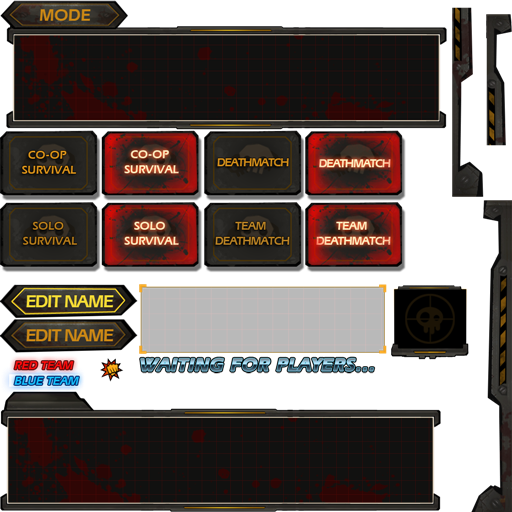 MODE
CO-OP
SURVIVAL
CO-OP
SURVIVAL
DEATHMATCH
DEATHMATCH
SOLO
SURVIVAL
SOLO
SURVIVAL
TEAM
DEATHMATCH
TEAM
DEATHMATCH
EDIT NAME
EDIT NAME
RED TEAM
BLUE TEAM
WAITING FOR PLAYERS...